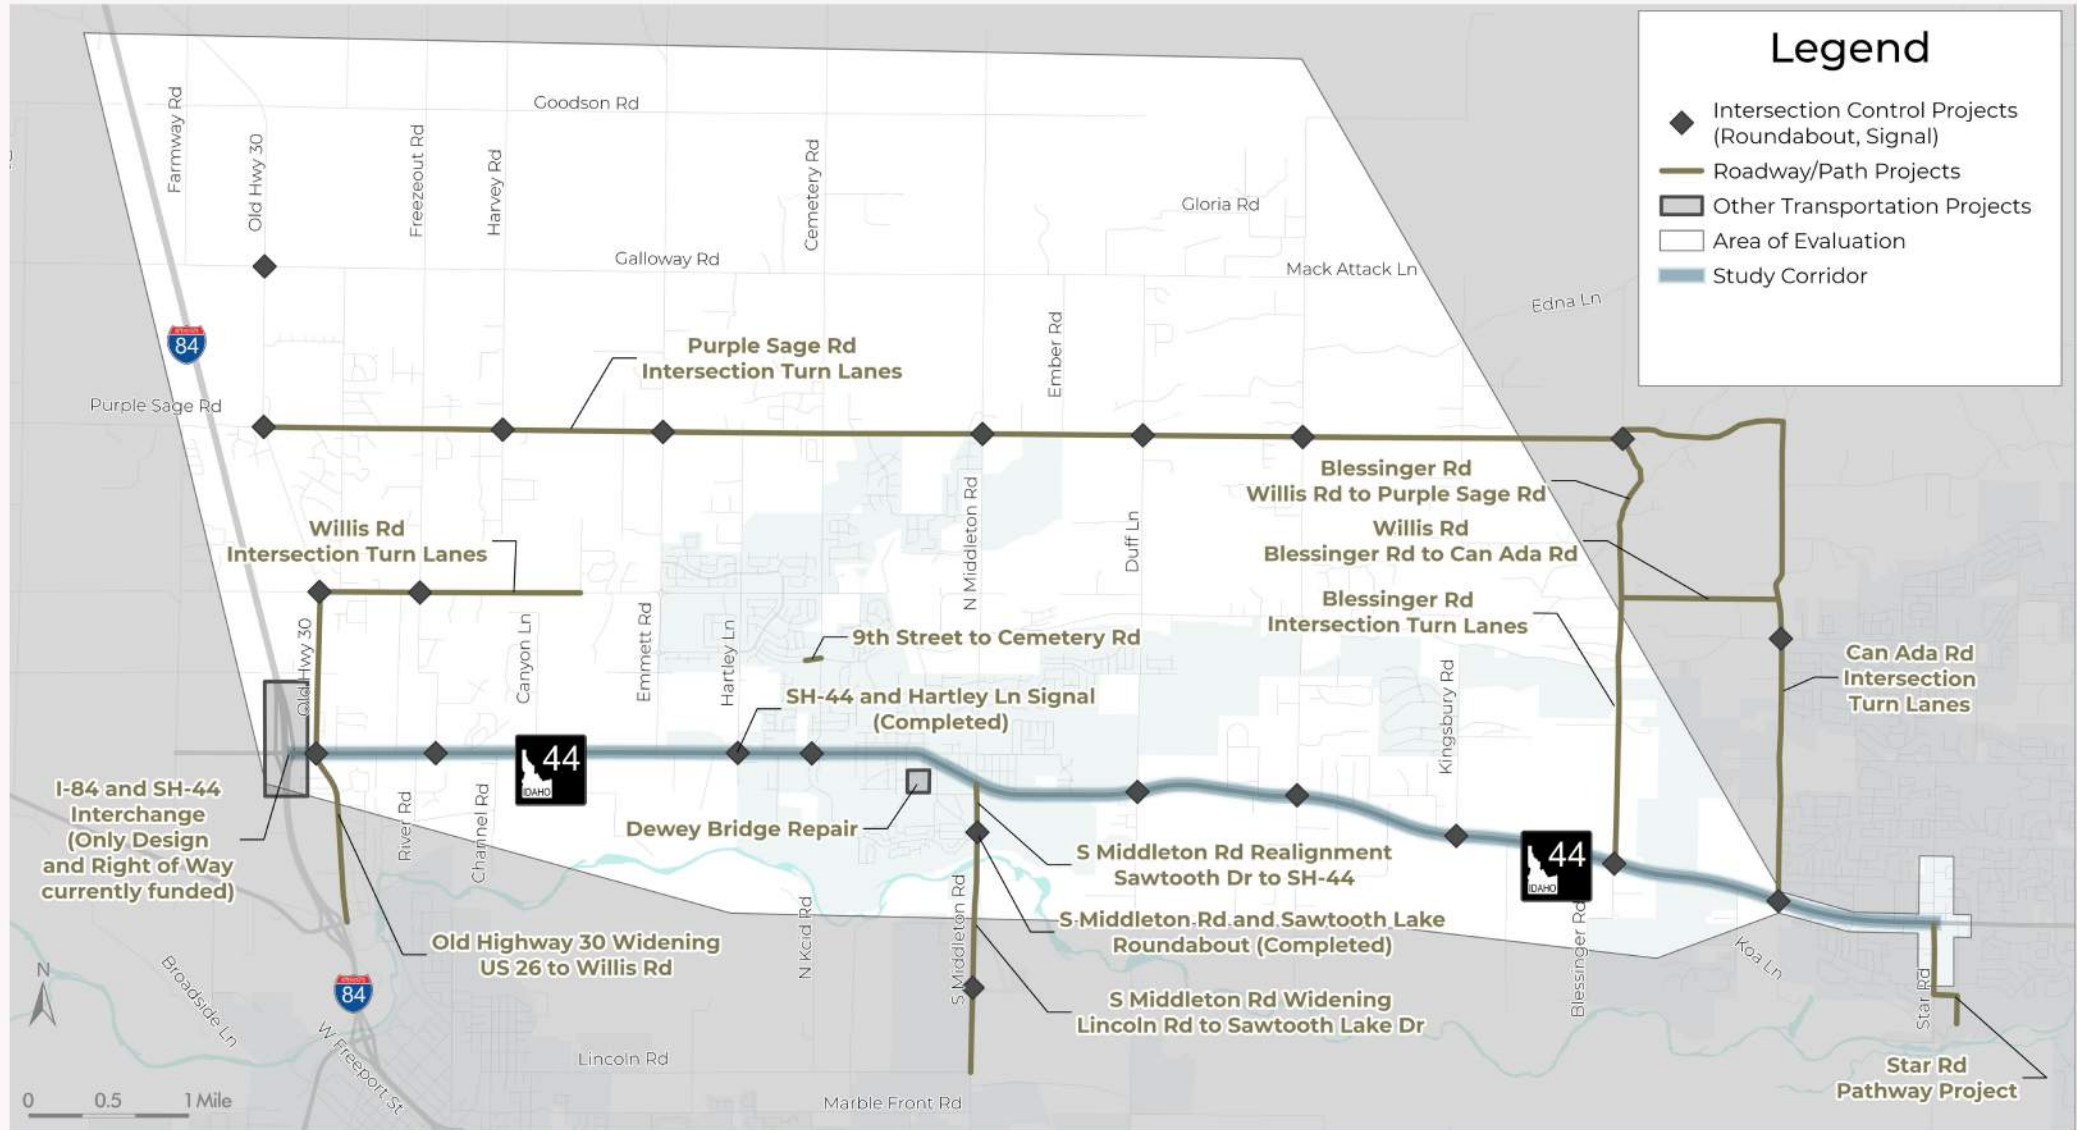 Legend
Intersection Control Projects
(Roundabout, Signal)
Roadway/Path Projects
Other Transportation Projects
Area of Evaluation
Study Corridor
Farmway Rd
Old Hwy 30
Freezeout Rd
Harvey Rd
Goodson Rd
Cemetery Rd
Gloria Rd
Galloway Rd
Mack Attack Ln
Edna Ln
84
Purple Sage Rd
Intersection Turn Lanes
Ember Rd
Purple Sage Rd
Blessinger Rd
Willis Rd to Purple Sage Rd
Willis Rd
Intersection Turn Lanes
N Middleton Rd
Duff Ln
Willis Rd
Blessinger Rd to Can Ada Rd
Blessinger Rd
Intersection Turn Lanes
Old Hwy 30
Canyon Ln
Emmett Rd
Hartley Ln
9th Street to Cemetery Rd
Kingsbury Rd
Can Ada Rd
Intersection
Turn Lanes
SH-44 and Hartley Ln Signal
(Completed)
44
IDAHO
I-84 and SH-44
Interchange
(Only Design
and Right of Way
currently funded)
River Rd
Channel Rd
Dewey Bridge Repair
S Middleton Rd Realignment
Sawtooth Dr to SH-44
44
IDAHO
Old Highway 30 Widening
US 26 to Willis Rd
N Kcid Rd
S Middleton Rd
S Middleton Rd and Sawtooth Lake
Roundabout (Completed)
Blessinger Rd
Koa Ln
Star Rd
N
Broadside Ln
84
W Freeport St
S Middleton Rd Widening
Lincoln Rd to Sawtooth Lake Dr
Lincoln Rd
Star Rd
Pathway Project
0 0.5 1 Mile
Marble Front Rd